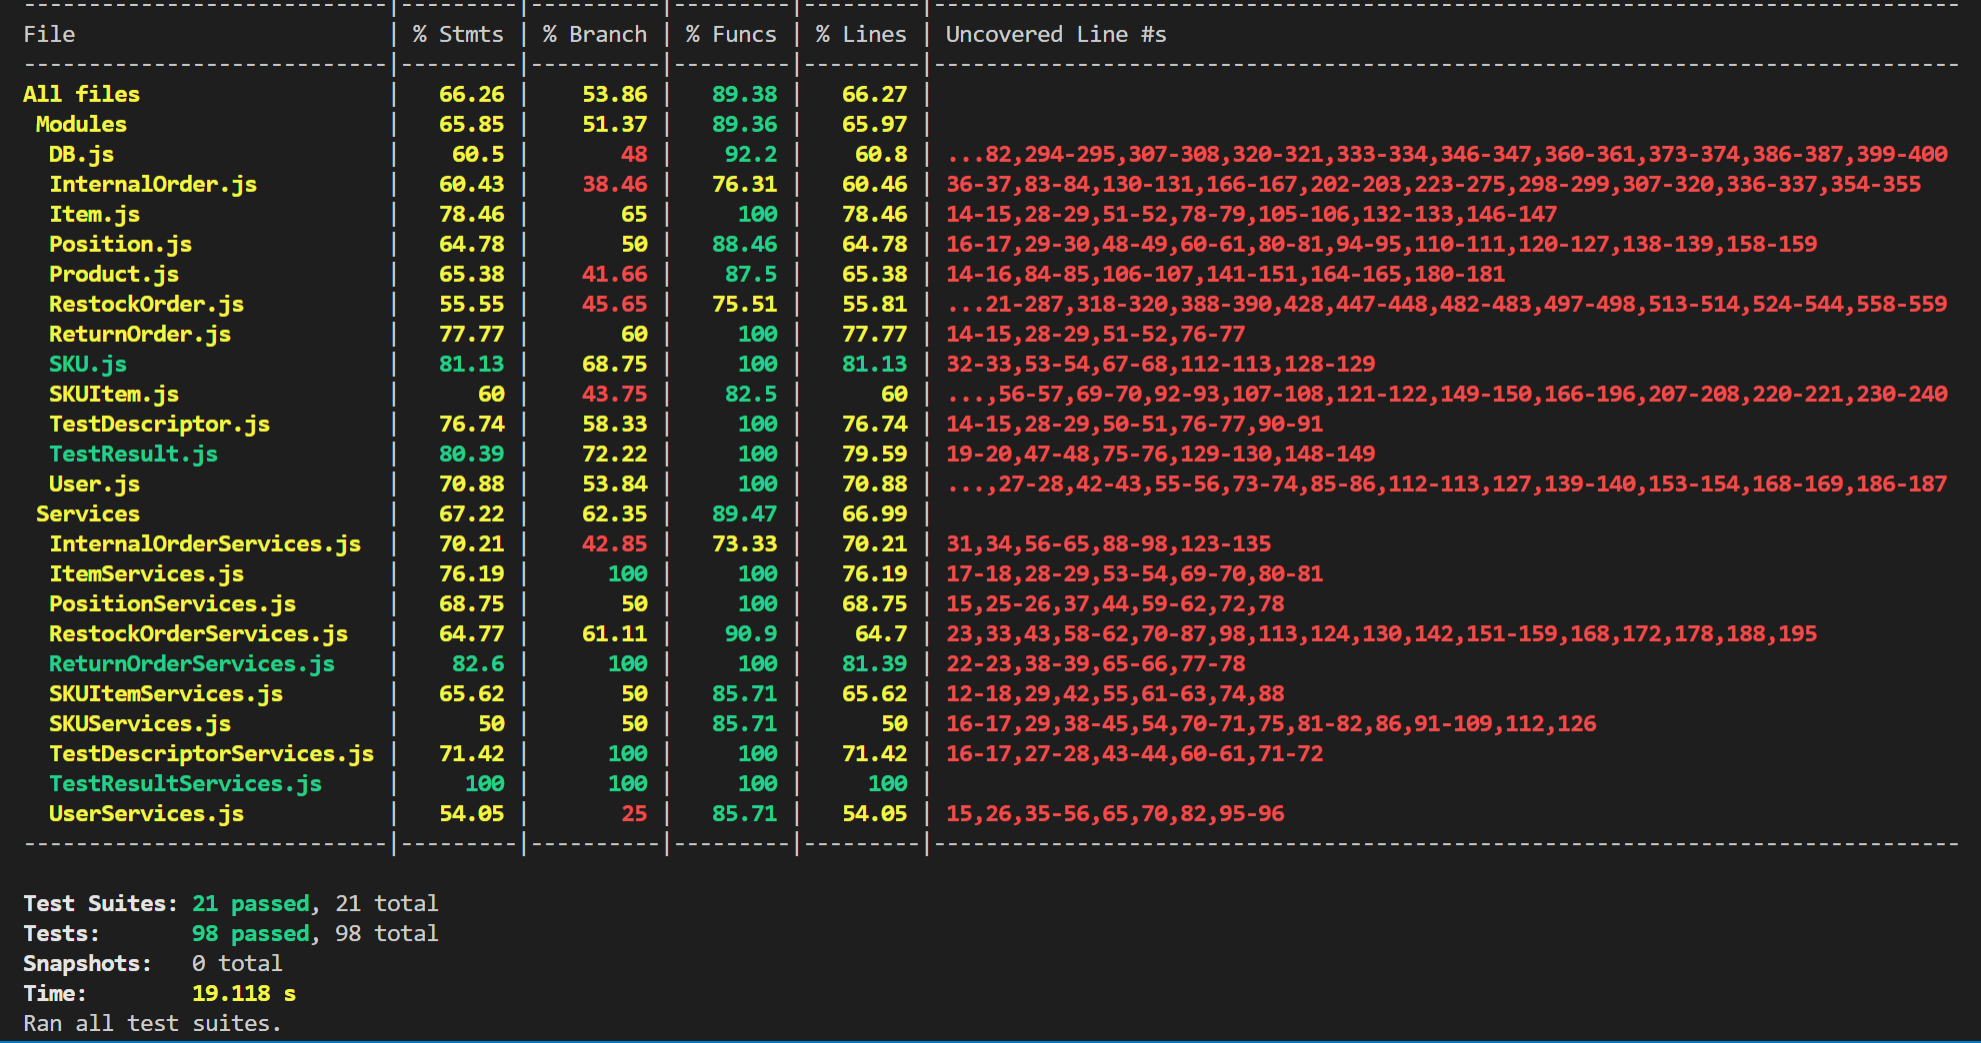 ---------------------------|---------|----------|---------|---------|-------------------------------------------------------------------------------
File                       | % Stmts | % Branch | % Funcs | % Lines | Uncovered Line #s
---------------------------|---------|----------|---------|---------|-------------------------------------------------------------------------------
All files                  |   66.26 |    53.86 |   89.38 |   66.27 |
 Modules                   |   65.85 |    51.37 |   89.36 |   65.97 |
  DB.js                    |    60.5 |       48 |    92.2 |    60.8 | ...82,294-295,307-308,320-321,333-334,346-347,360-361,373-374,386-387,399-400
  InternalOrder.js         |   60.43 |    38.46 |   76.31 |   60.46 | 36-37,83-84,130-131,166-167,202-203,223-275,298-299,307-320,336-337,354-355
  Item.js                  |   78.46 |       65 |     100 |   78.46 | 14-15,28-29,51-52,78-79,105-106,132-133,146-147
  Position.js              |   64.78 |       50 |   88.46 |   64.78 | 16-17,29-30,48-49,60-61,80-81,94-95,110-111,120-127,138-139,158-159
  Product.js               |   65.38 |    41.66 |    87.5 |   65.38 | 14-16,84-85,106-107,141-151,164-165,180-181
  RestockOrder.js          |   55.55 |    45.65 |   75.51 |   55.81 | ...21-287,318-320,388-390,428,447-448,482-483,497-498,513-514,524-544,558-559
  ReturnOrder.js           |   77.77 |       60 |     100 |   77.77 | 14-15,28-29,51-52,76-77
  SKU.js                   |   81.13 |    68.75 |     100 |   81.13 | 32-33,53-54,67-68,112-113,128-129
  SKUItem.js               |      60 |    43.75 |    82.5 |      60 | ...,56-57,69-70,92-93,107-108,121-122,149-150,166-196,207-208,220-221,230-240
  TestDescriptor.js        |   76.74 |    58.33 |     100 |   76.74 | 14-15,28-29,50-51,76-77,90-91
  TestResult.js            |   80.39 |    72.22 |     100 |   79.59 | 19-20,47-48,75-76,129-130,148-149
  User.js                  |   70.88 |    53.84 |     100 |   70.88 | ...,27-28,42-43,55-56,73-74,85-86,112-113,127,139-140,153-154,168-169,186-187
 Services                  |   67.22 |    62.35 |   89.47 |   66.99 |
  InternalOrderServices.js |   70.21 |    42.85 |   73.33 |   70.21 | 31,34,56-65,88-98,123-135
  ItemServices.js          |   76.19 |      100 |     100 |   76.19 | 17-18,28-29,53-54,69-70,80-81
  PositionServices.js      |   68.75 |       50 |     100 |   68.75 | 15,25-26,37,44,59-62,72,78
  RestockOrderServices.js  |   64.77 |    61.11 |    90.9 |    64.7 | 23,33,43,58-62,70-87,98,113,124,130,142,151-159,168,172,178,188,195
  ReturnOrderServices.js   |    82.6 |      100 |     100 |   81.39 | 22-23,38-39,65-66,77-78
  SKUItemServices.js       |   65.62 |       50 |   85.71 |   65.62 | 12-18,29,42,55,61-63,74,88
  SKUServices.js           |      50 |       50 |   85.71 |      50 | 16-17,29,38-45,54,70-71,75,81-82,86,91-109,112,126
  TestDescriptorServices.js |   71.42 |      100 |     100 |   71.42 | 16-17,27-28,43-44,60-61,71-72
  TestResultServices.js    |     100 |      100 |     100 |     100 |
  UserServices.js          |   54.05 |       25 |   85.71 |   54.05 | 15,26,35-56,65,70,82,95-96
---------------------------|---------|----------|---------|---------|-------------------------------------------------------------------------------
Test Suites: 21 passed, 21 total
Tests:       98 passed, 98 total
Snapshots:   0 total
Time:        19.118 s
Ran all test suites.